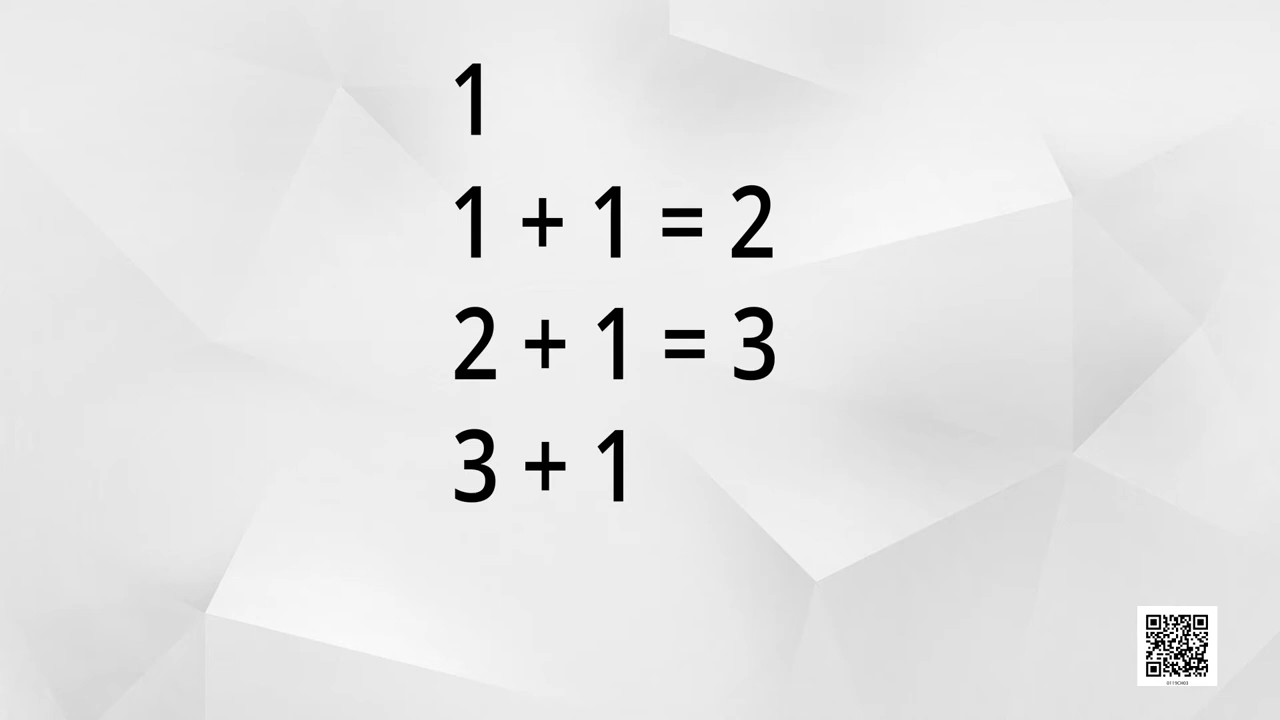 1
1 + 1 = 2
2 + 1 = 3
3 + 1